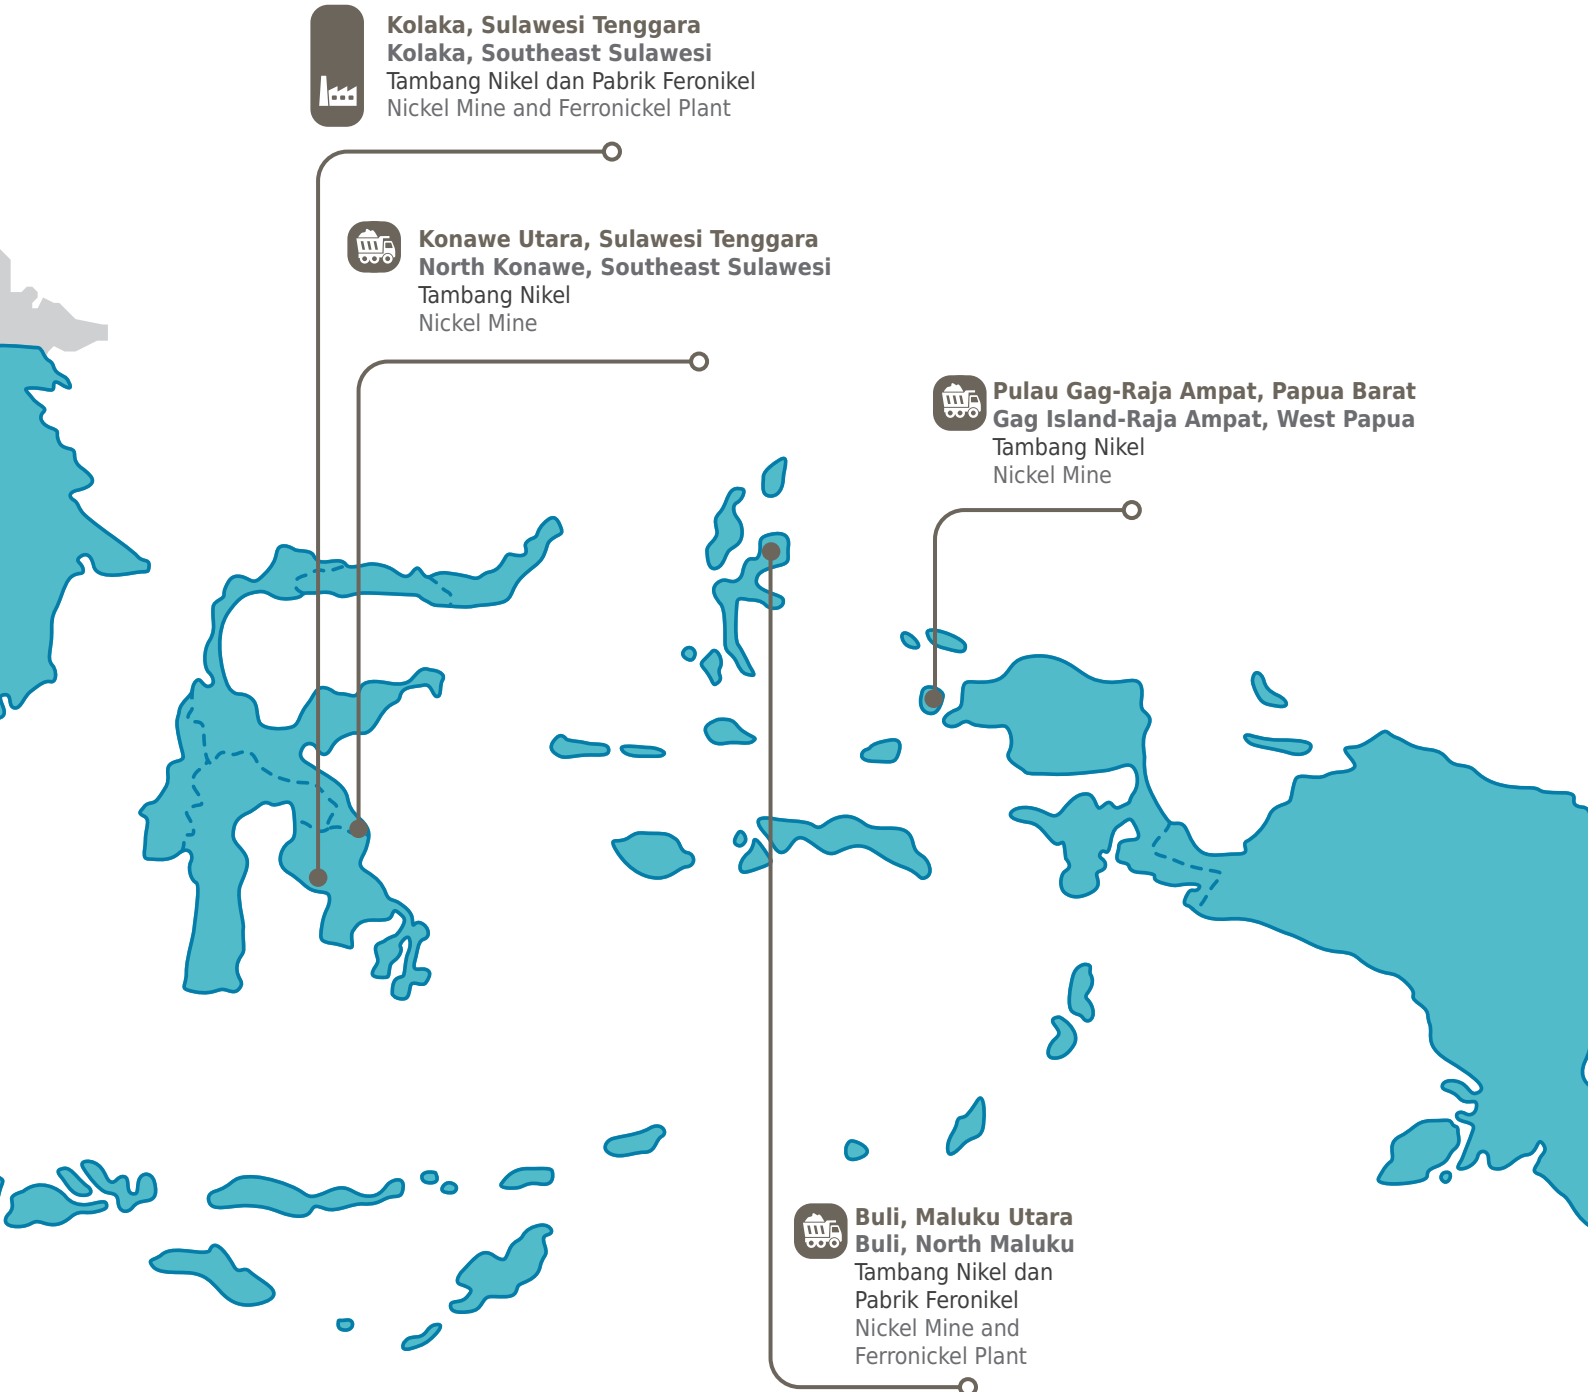 Kolaka, Sulawesi Tenggara
Kolaka, Southeast Sulawesi
Tambang Nikel dan Pabrik Feronikel
Nickel Mine and Ferronickel Plant
Konawe Utara, Sulawesi Tenggara
North Konawe, Southeast Sulawesi
Tambang Nikel
Nickel Mine
Pulau Gag-Raja Ampat, Papua Barat
Gag Island-Raja Ampat, West Papua
Tambang Nikel
Nickel Mine
Buli, Maluku Utara
Buli, North Maluku
Tambang Nikel dan
Pabrik Feronikel
Nickel Mine and
Ferronickel Plant